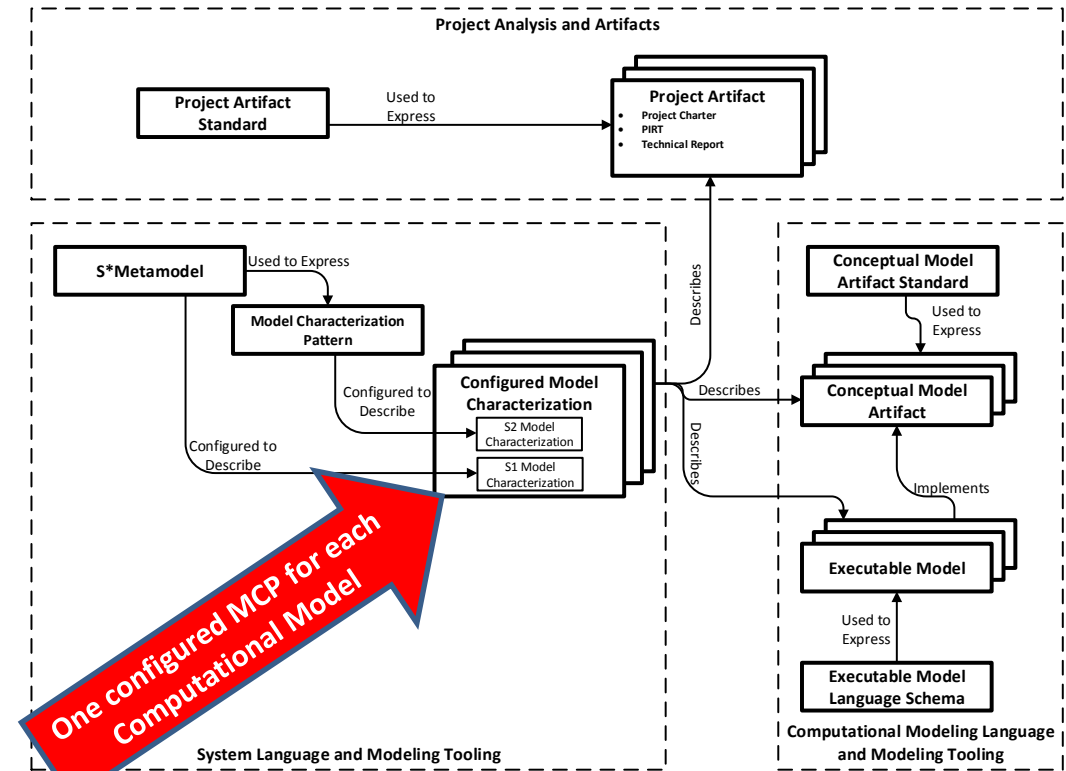 Project Analysis and Artifacts
Project Artifact
Standard
Used to
Express
Project Artifact
• Project Charter
• PIRT
• Technical Report
S*Metamodel
Used to Express
Model Characterization
Pattern
Configured to
Describe
Configured to
Describe
Configured Model
Characterization
S2 Model
Characterization
S1 Model
Characterization
Describes
Describes
Describes
Conceptual Model
Artifact Standard
Used to
Express
Conceptual Model
Artifact
Implements
Executable Model
Used to
Express
Executable Model
Language Schema
One configured MCP for each
Computational Model
System Language and Modeling Tooling
Computational Modeling Language
and Modeling Tooling